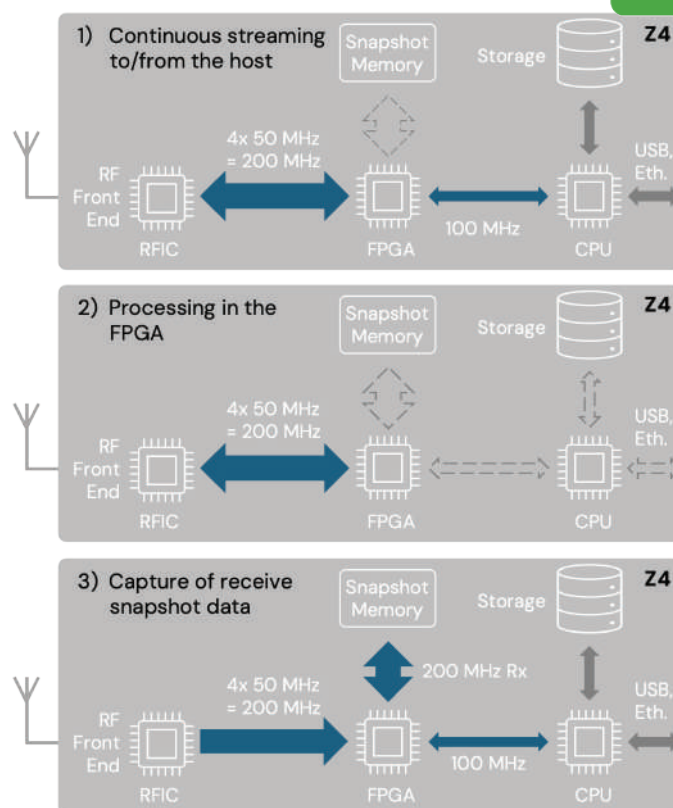 1) Continuous streaming
to/from the host
Snapshot
Memory
Storage
Z4
4x 50 MHz
= 200 MHz
USB,
Eth.
RF
Front
End
100 MHz
RFIC
FPGA
CPU
2) Processing in the
FPGA
Snapshot
Memory
Storage
Z4
4x 50 MHz
= 200 MHz
USB,
Eth.
RF
Front
End
RFIC
FPGA
CPU
3) Capture of receive
snapshot data
Snapshot
Memory
Storage
Z4
4x 50 MHz
= 200 MHz
200 MHz Rx
USB,
Eth.
RF
Front
End
100 MHz
RFIC
FPGA
CPU